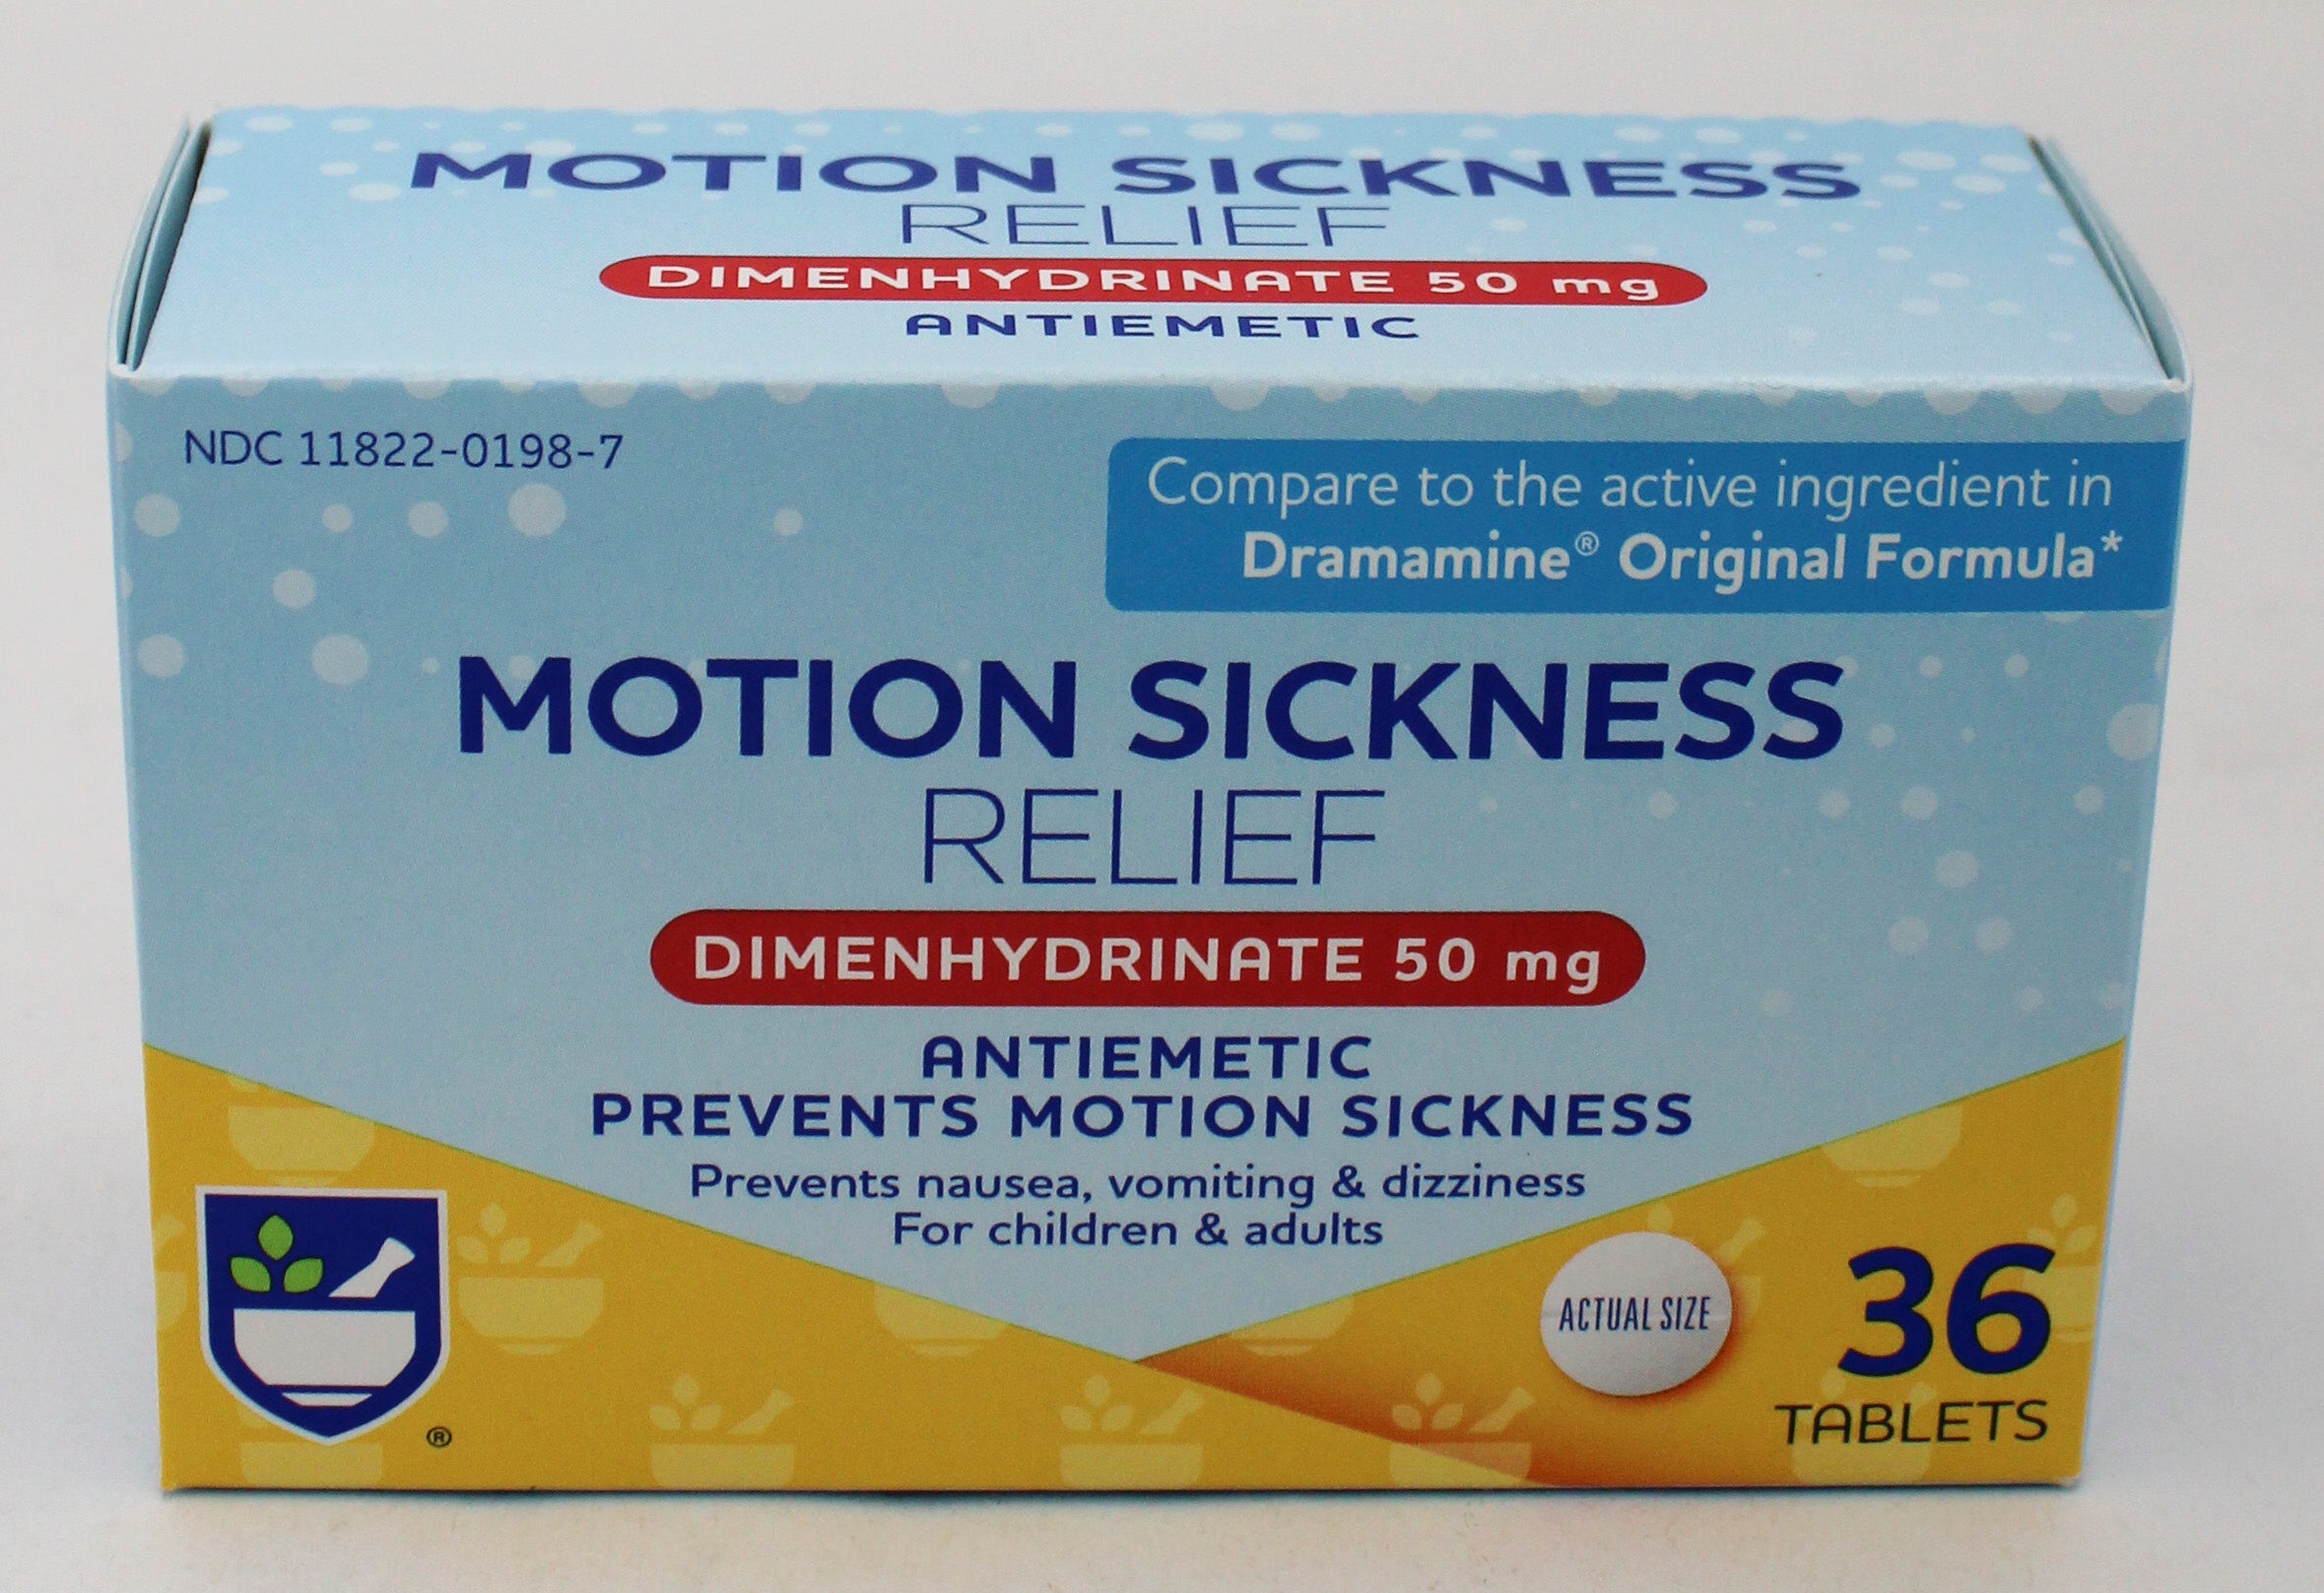 MOTION SICKNESS
RELIEF
DIMENHYDRINATE 50 mg
ANTIEMETIC
NDC 11822-0198-7
Compare to the active ingredient in
Dramamine® Original Formula*
MOTION SICKNESS
RELIEF
DIMENHYDRINATE 50 mg
ANTIEMETIC
PREVENTS MOTION SICKNESS
Prevents nausea, vomiting & dizziness
For children & adults
ACTUAL SIZE
36
TABLETS
®